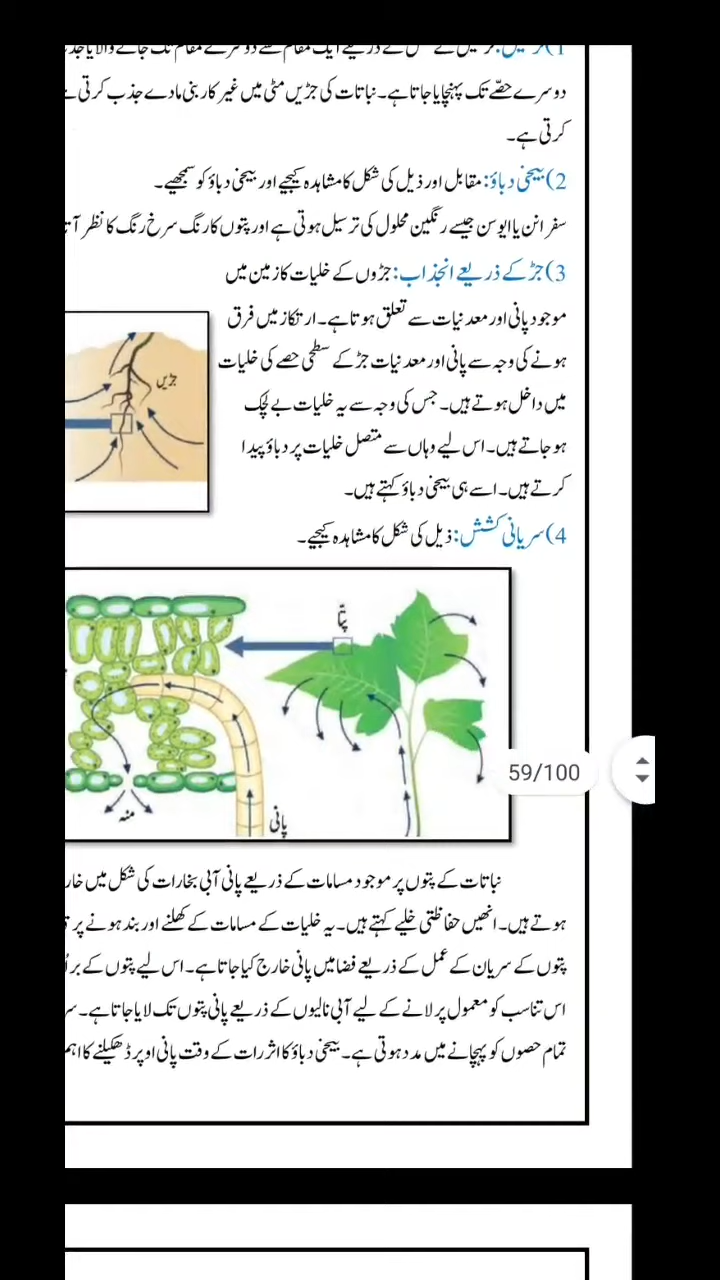 دوسرے حصّے تک پہنچایا جاتا ہے۔ نباتات کی جڑیں مٹی میں غیر کاربنی مادے جذب کرتی
کرتی ہے۔
2) بیخی دباؤ: مقابل اور ذیل کی شکل کا مشاہدہ کیجیے اور بیخی دباؤ کو سمجھیے۔
سفرانن یا ایوسن جیسے رنگین محلول کی ترسیل ہوتی ہے اور پتوں کا رنگ سرخ رنگ کا نظر
3) جڑ کے ذریعے انجذاب: جڑوں کے خلیات کا زمین میں
موجود پانی اور معدنیات سے تعلق ہوتا ہے۔ ارتکاز میں فرق
ہونے کی وجہ سے پانی اور معدنیات جڑ کے سطحی حصے کی خلیات
میں داخل ہوتے ہیں۔ جس کی وجہ سے یہ خلیات بے لچک
ہو جاتے ہیں۔ اس لیے وہاں سے متصل خلیات پر دباؤ پیدا
کرتے ہیں۔ اسے ہی بیخی دباؤ کہتے ہیں۔
جڑیں
4) سریانی کشش: ذیل کی شکل کا مشاہدہ کیجیے۔
پتّا
59/100
منہ
پانی
نباتات کے پتوں پر موجود مسامات کے ذریعے پانی آبی بخارات کی شکل میں
ہوتے ہیں۔ انھیں حفاظتی خلیے کہتے ہیں۔ یہ خلیات کے مسامات کے کھلنے اور بند ہونے پر
پتوں کے سریان کے عمل کے ذریعے فضا میں پانی خارج کیا جاتا ہے۔ اس لیے پتوں کے
اس تناسب کو معمول پر لانے کے لیے آبی نالیوں کے ذریعے پانی پتوں تک لایا جاتا ہے۔
تمام حصوں کو پہچانے میں مدد ہوتی ہے۔ بیخی دباؤ کا اثر رات کے وقت پانی اوپر ڈھکیلنے کا اہم